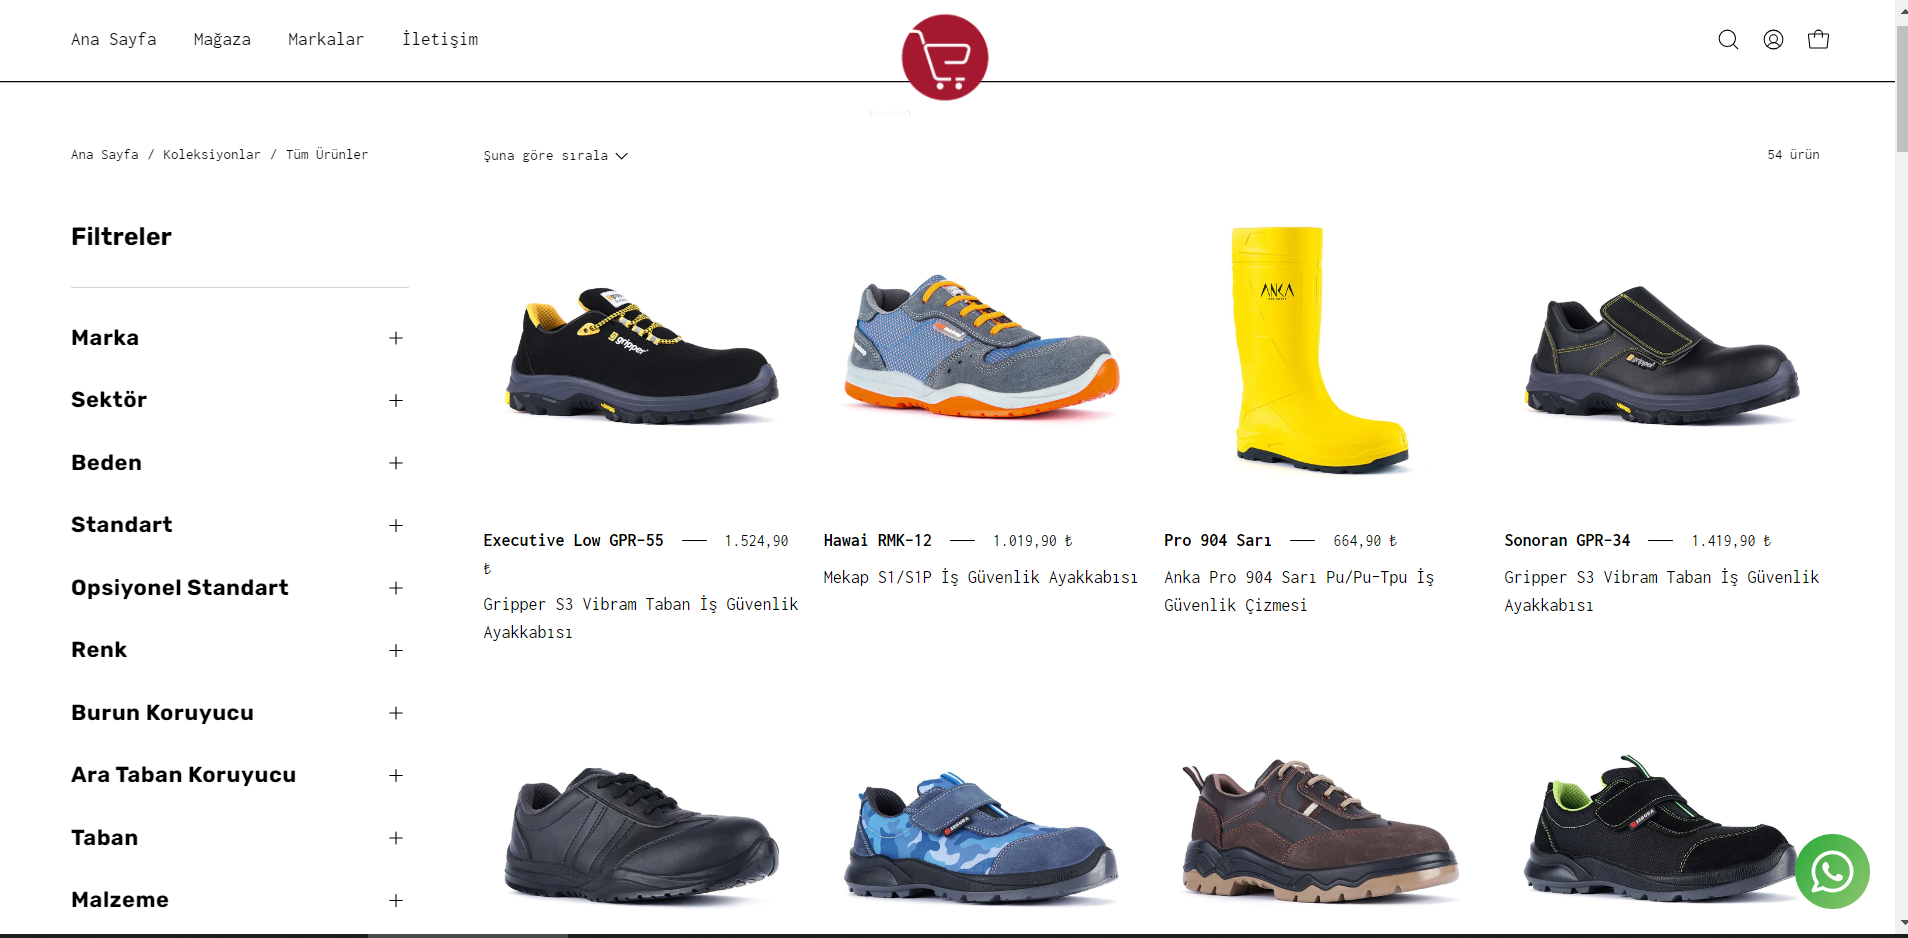 Ana Sayfa Mağaza Markalar İletişim
Ana Sayfa / Koleksiyonlar / Tüm Ürünler
Şuna göre sırala
54 ürün
Filtreler
Marka
Sektör
Beden
Standart
Opsiyonel Standart
Renk
Burun Koruyucu
Ara Taban Koruyucu
Taban
Malzeme
gripper
ANKA
gripper
Executive Low GPR-55 — 1.524,90
₺
Gripper S3 Vibram Taban İş Güvenlik
Ayakkabısı
Hawai RMK-12 — 1.019,90 ₺
Mekap S1/S1P İş Güvenlik Ayakkabısı
Pro 904 Sarı — 664,90 ₺
Anka Pro 904 Sarı Pu/Pu-Tpu İş
Güvenlik Çizmesi
Sonoran GPR-34 — 1.419,90 ₺
Gripper S3 Vibram Taban İş Güvenlik
Ayakkabısı